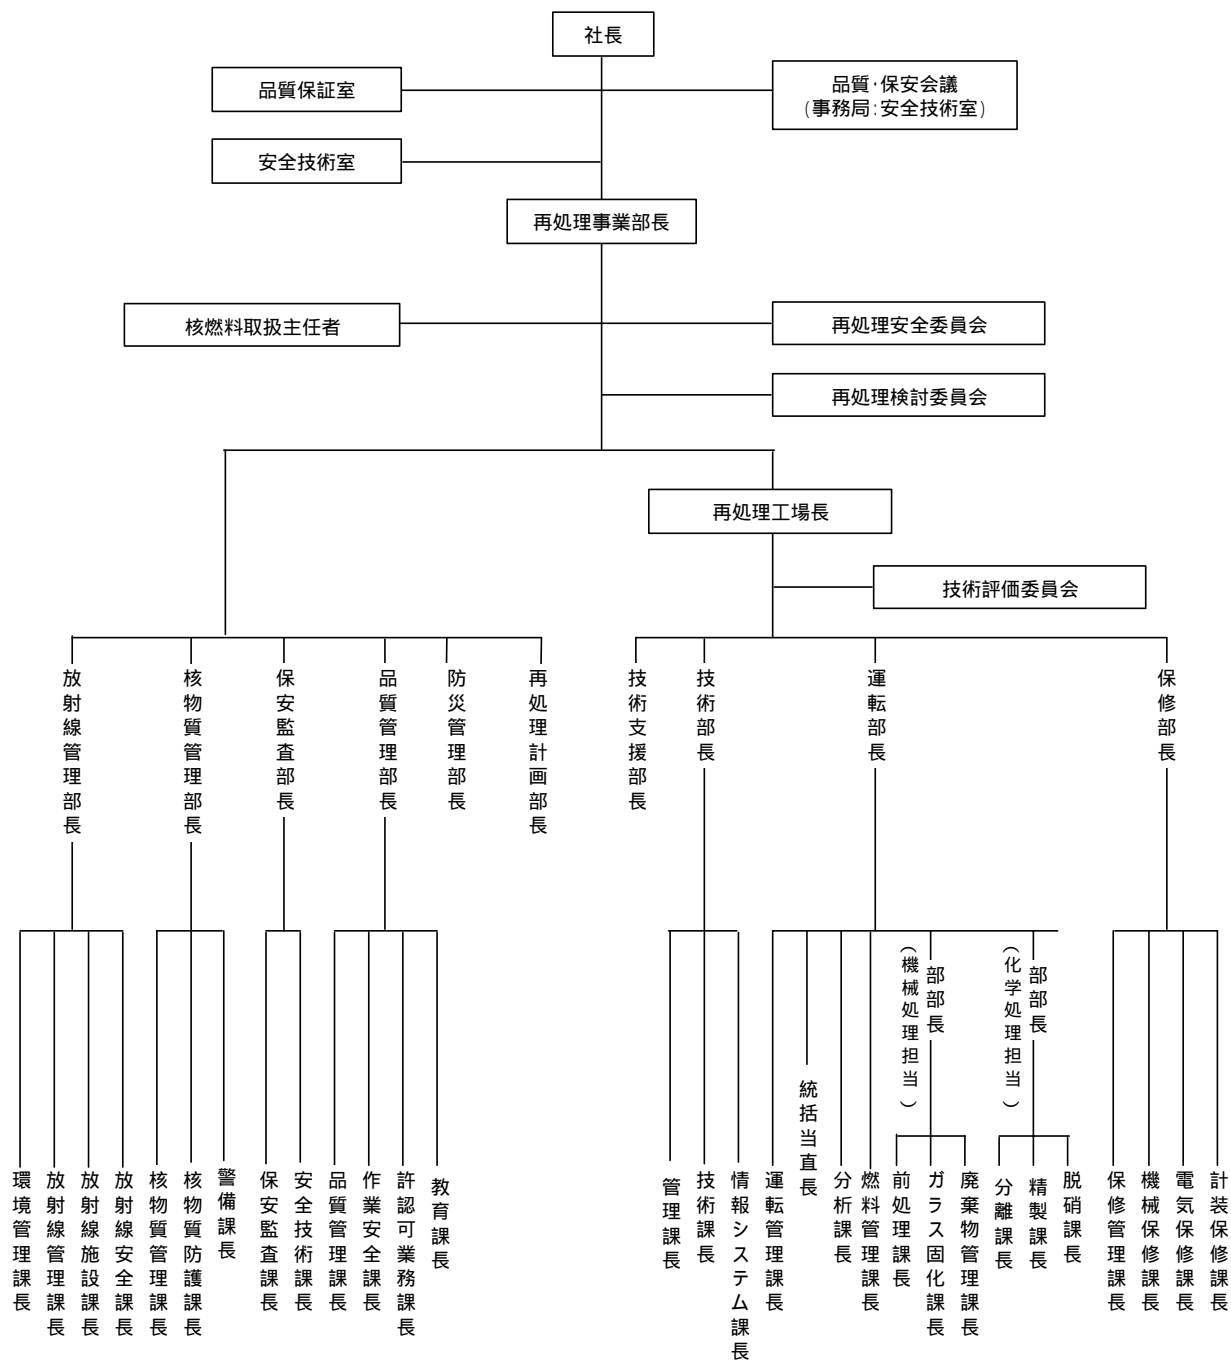 社長
品質保証室
品質・保安会議
(事務局:安全技術室)
安全技術室
再処理事業部長
核燃料取扱主任者
再処理安全委員会
再処理検討委員会
再処理工場長
技術評価委員会
放射線管理部長
核物質管理部長
保安監査部長
品質管理部長
防災管理部長
再処理計画部長
技術支援部長
技術部長
運転部長
保修部長
環境管理課長
放射線管理課長
放射線施設課長
放射線安全課長
核物質管理課長
核物質防護課長
警備課長
保安監査課長
安全技術課長
品質管理課長
作業安全課長
許認可業務課長
教育課長
管理課長
技術課長
情報システム課長
運転管理課長
統括当直長
分析課長
燃料管理課長
部部長
(機械処理担当)
前処理課長
ガラス固化課長
廃棄物管理課長
部部長
(化学処理担当)
分離課長
精製課長
脱硝課長
保修管理課長
機械保修課長
電気保修課長
計装保修課長